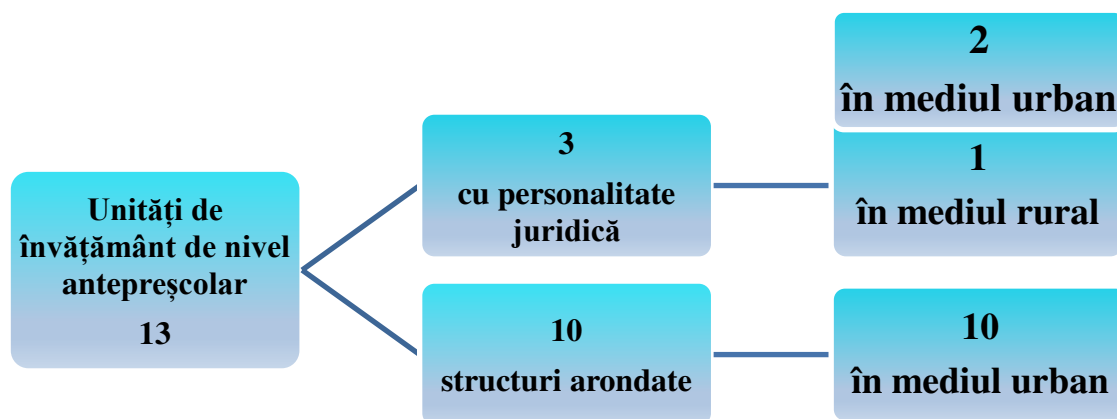 Unități de
învățământ de nivel
antepreșcolar
13
3
cu personalitate
juridică
2
în mediul urban
1
în mediul rural
10
structuri arondate
10
în mediul urban